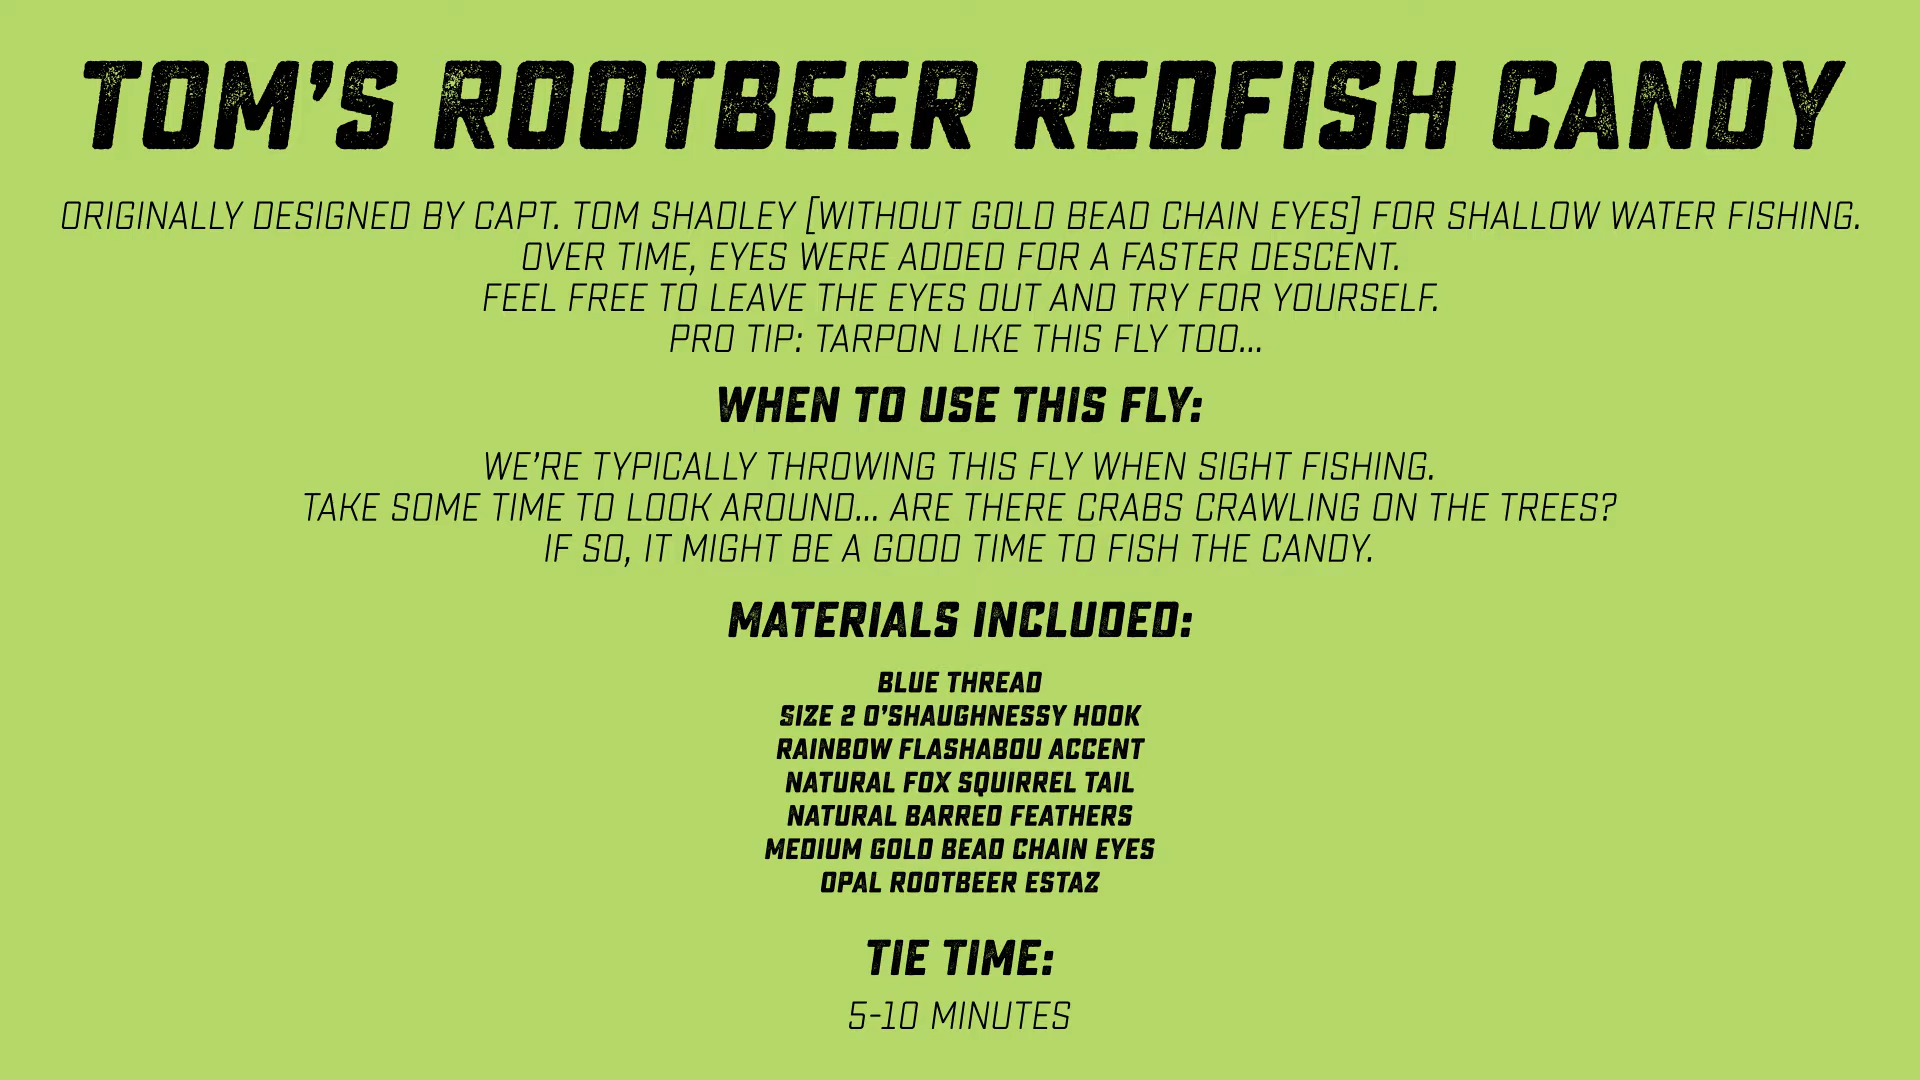 TOM'S ROOTBEER REDFISH CANDY
ORIGINALLY DESIGNED BY CAPT. TOM SHADLEY [WITHOUT GOLD BEAD CHAIN EYES] FOR SHALLOW WATER FISHING.
OVER TIME, EYES WERE ADDED FOR A FASTER DESCENT.
FEEL FREE TO LEAVE THE EYES OUT AND TRY FOR YOURSELF.
PRO TIP: TARPON LIKE THIS FLY TOO...
WHEN TO USE THIS FLY:
WE'RE TYPICALLY THROWING THIS FLY WHEN SIGHT FISHING.
TAKE SOME TIME TO LOOK AROUND... ARE THERE CRABS CRAWLING ON THE TREES?
IF SO, IT MIGHT BE A GOOD TIME TO FISH THE CANDY.
MATERIALS INCLUDED:
BLUE THREAD
SIZE 2 O'SHAUGHNESSY HOOK
RAINBOW FLASHABOU ACCENT
NATURAL FOX SQUIRREL TAIL
NATURAL BARRED FEATHERS
MEDIUM GOLD BEAD CHAIN EYES
OPAL ROOTBEER ESTAZ
TIE TIME:
5-10 MINUTES